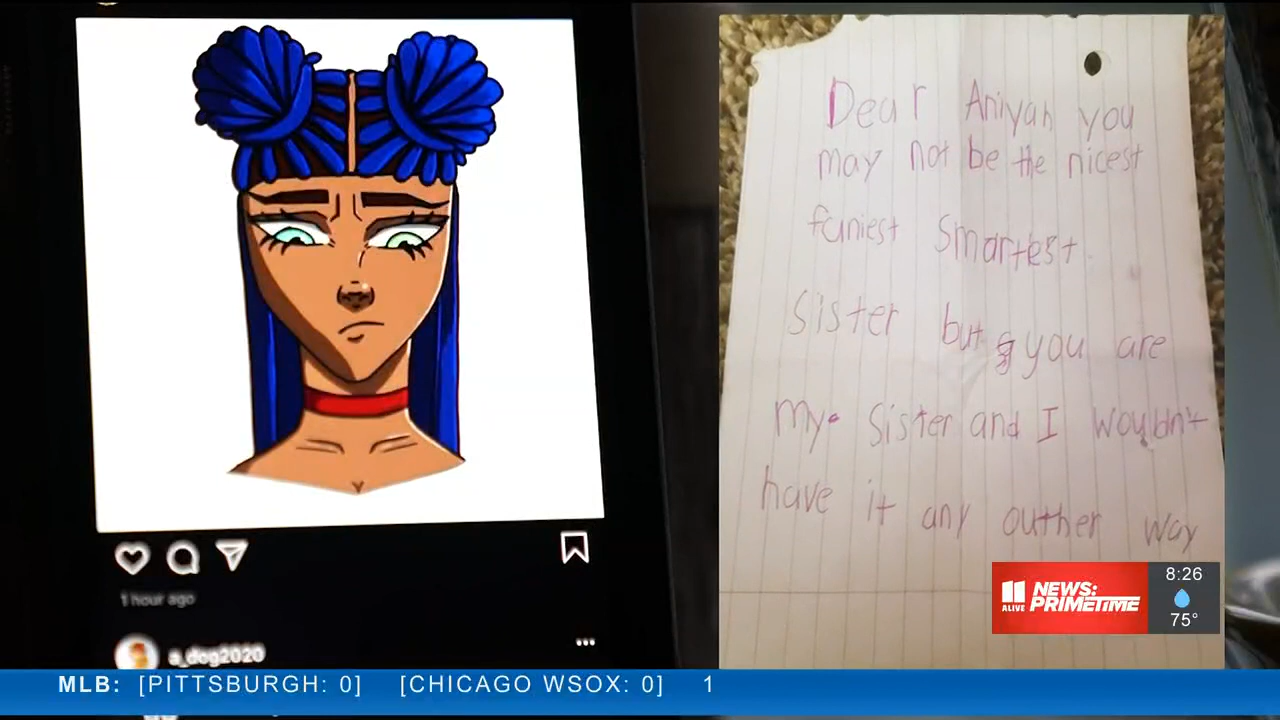 1 hour ago
a_dog2020
Dear Aniyah you
may not be the nicest
funiest Smartest
Sister but you are
My Sister and I Wouldn't
have it any outher way
11 ALIVE NEWS: PRIMETIME
8:26
75°
MLB: [PITTSBURGH: 0] [CHICAGO WSOX: 0] 1